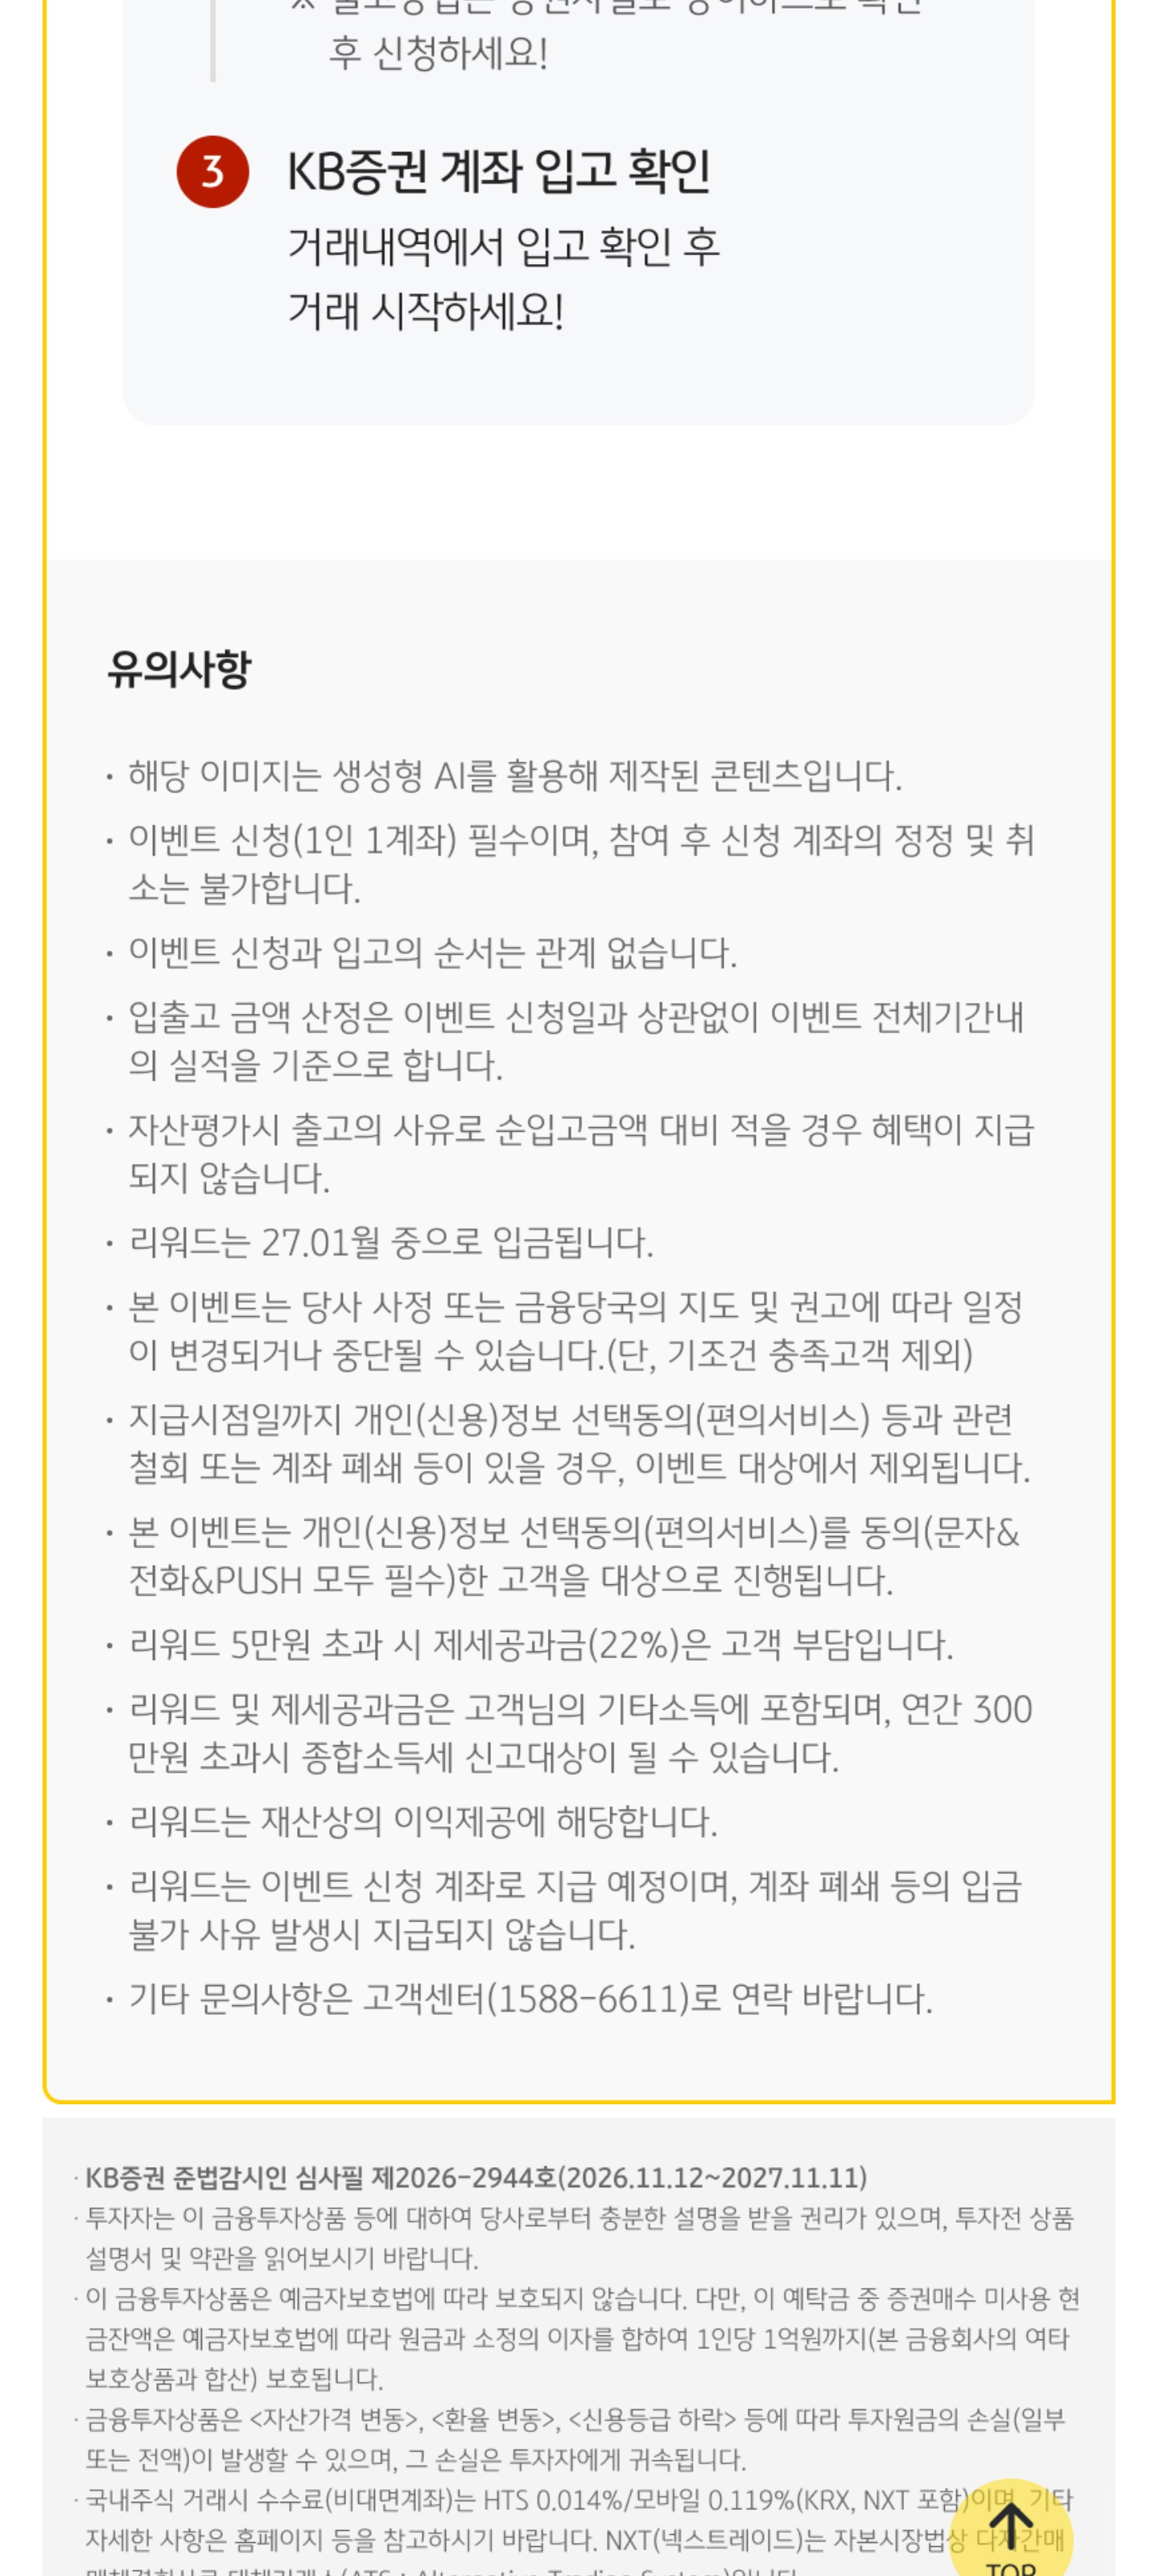 후 신청하세요!
3
KB증권 계좌 입고 확인
거래내역에서 입고 확인 후
거래 시작하세요!
유의사항
· 해당 이미지는 생성형 AI를 활용해 제작된 콘텐츠입니다.
· 이벤트 신청(1인 1계좌) 필수이며, 참여 후 신청 계좌의 정정 및 취
소는 불가합니다.
· 이벤트 신청과 입고의 순서는 관계 없습니다.
· 입출고 금액 산정은 이벤트 신청일과 상관없이 이벤트 전체기간내
의 실적을 기준으로 합니다.
· 자산평가시 출고의 사유로 순입고금액 대비 적을 경우 혜택이 지급
되지 않습니다.
· 리워드는 27.01월 중으로 입금됩니다.
· 본 이벤트는 당사 사정 또는 금융당국의 지도 및 권고에 따라 일정
이 변경되거나 중단될 수 있습니다.(단, 기조건 충족고객 제외)
· 지급시점일까지 개인(신용)정보 선택동의(편의서비스) 등과 관련
철회 또는 계좌 폐쇄 등이 있을 경우, 이벤트 대상에서 제외됩니다.
· 본 이벤트는 개인(신용)정보 선택동의(편의서비스)를 동의(문자&
전화&PUSH 모두 필수)한 고객을 대상으로 진행됩니다.
· 리워드 5만원 초과 시 제세공과금(22%)은 고객 부담입니다.
· 리워드 및 제세공과금은 고객님의 기타소득에 포함되며, 연간 300
만원 초과시 종합소득세 신고대상이 될 수 있습니다.
· 리워드는 재산상의 이익제공에 해당합니다.
· 리워드는 이벤트 신청 계좌로 지급 예정이며, 계좌 폐쇄 등의 입금
불가 사유 발생시 지급되지 않습니다.
· 기타 문의사항은 고객센터(1588-6611)로 연락 바랍니다.
· KB증권 준법감시인 심사필 제2026-2944호(2026.11.12~2027.11.11)
· 투자자는 이 금융투자상품 등에 대하여 당사로부터 충분한 설명을 받을 권리가 있으며, 투자전 상품
설명서 및 약관을 읽어보시기 바랍니다.
· 이 금융투자상품은 예금자보호법에 따라 보호되지 않습니다. 다만, 이 예탁금 중 증권매수 미사용 현
금잔액은 예금자보호법에 따라 원금과 소정의 이자를 합하여 1인당 1억원까지(본 금융회사의 여타
보호상품과 합산) 보호됩니다.
· 금융투자상품은 <자산가격 변동>, <환율 변동>, <신용등급 하락> 등에 따라 투자원금의 손실(일부
또는 전액)이 발생할 수 있으며, 그 손실은 투자자에게 귀속됩니다.
· 국내주식 거래시 수수료(비대면계좌)는 HTS 0.014%/모바일 0.119%(KRX, NXT 포함)이며, 기타
자세한 사항은 홈페이지 등을 참고하시기 바랍니다. NXT(넥스트레이드)는 자본시장법상 다자간매
TOP